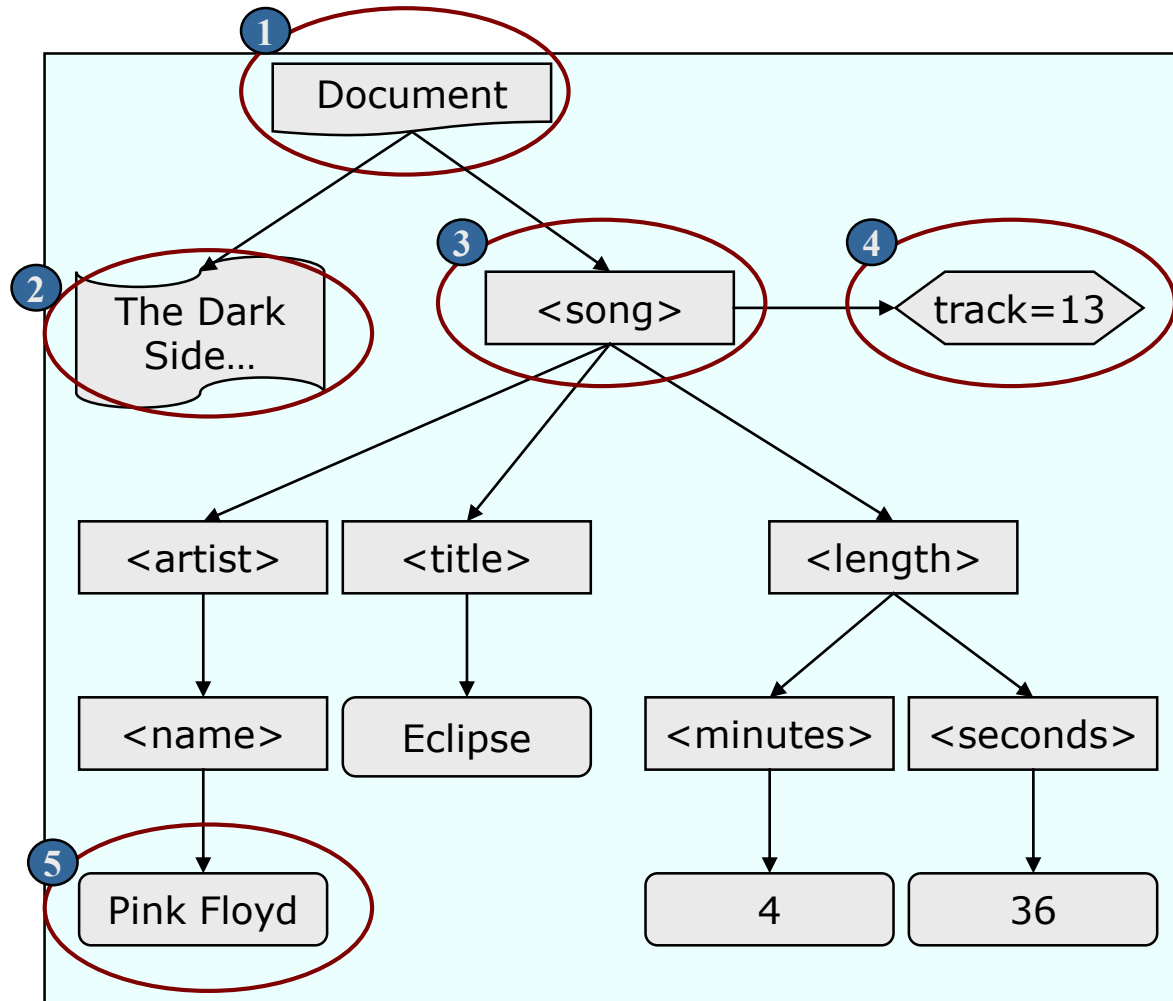 1
Document
2
The Dark
Side…
3
<song>
4
track=13
<artist>
<title>
<length>
<name>
Eclipse
<minutes>
<seconds>
5
Pink Floyd
4
36